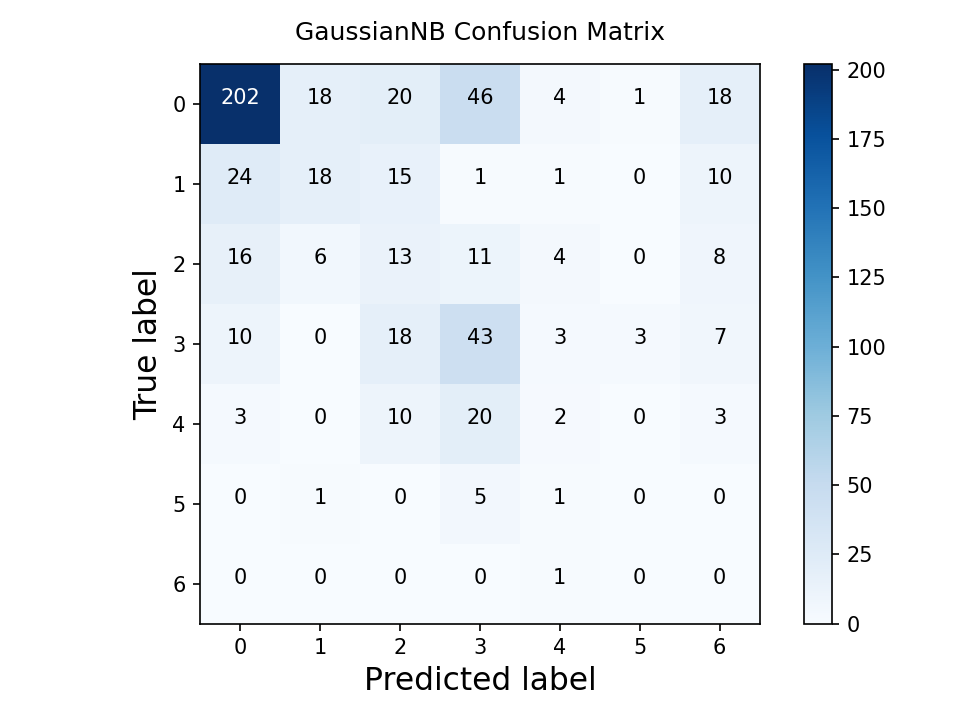 GaussianNB Confusion Matrix
0 202 18 20 46 4 1 18
1 24 18 15 1 1 0 10
2 16 6 13 11 4 0 8
3 10 0 18 43 3 3 7
4 3 0 10 20 2 0 3
5 0 1 0 5 1 0 0
6 0 0 0 0 1 0 0
0 1 2 3 4 5 6
True label
Predicted label
200
175
150
125
100
75
50
25
0